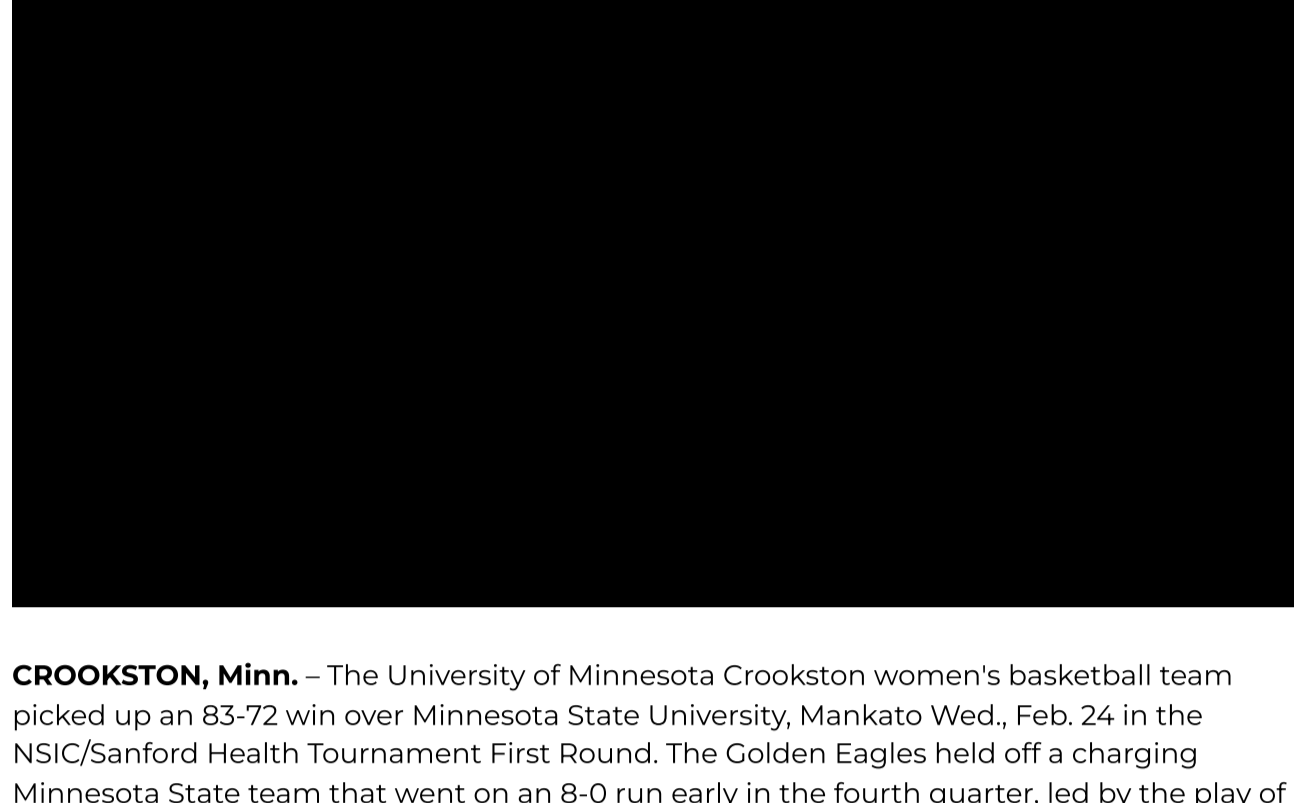 CROOKSTON, Minn. – The University of Minnesota Crookston women's basketball team
picked up an 83-72 win over Minnesota State University, Mankato Wed., Feb. 24 in the
NSIC/Sanford Health Tournament First Round. The Golden Eagles held off a charging
Minnesota State team that went on an 8-0 run early in the fourth quarter, led by the play of